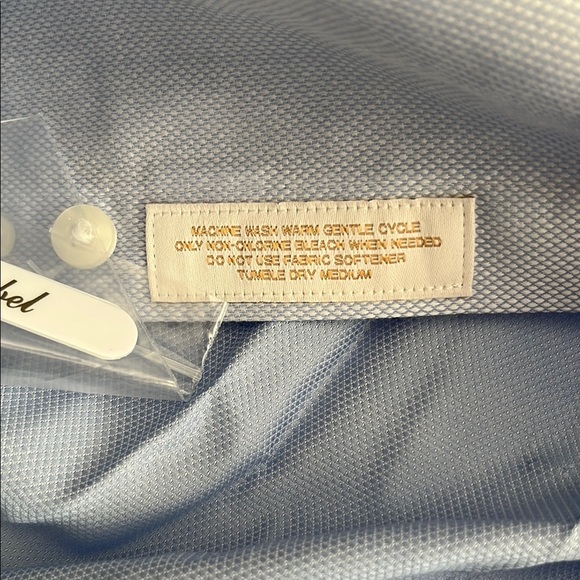 MACHINE WASH WARM GENTLE CYCLE
ONLY NON-CHLORINE BLEACH WHEN NEEDED
DO NOT USE FABRIC SOFTENER
TUMBLE DRY MEDIUM